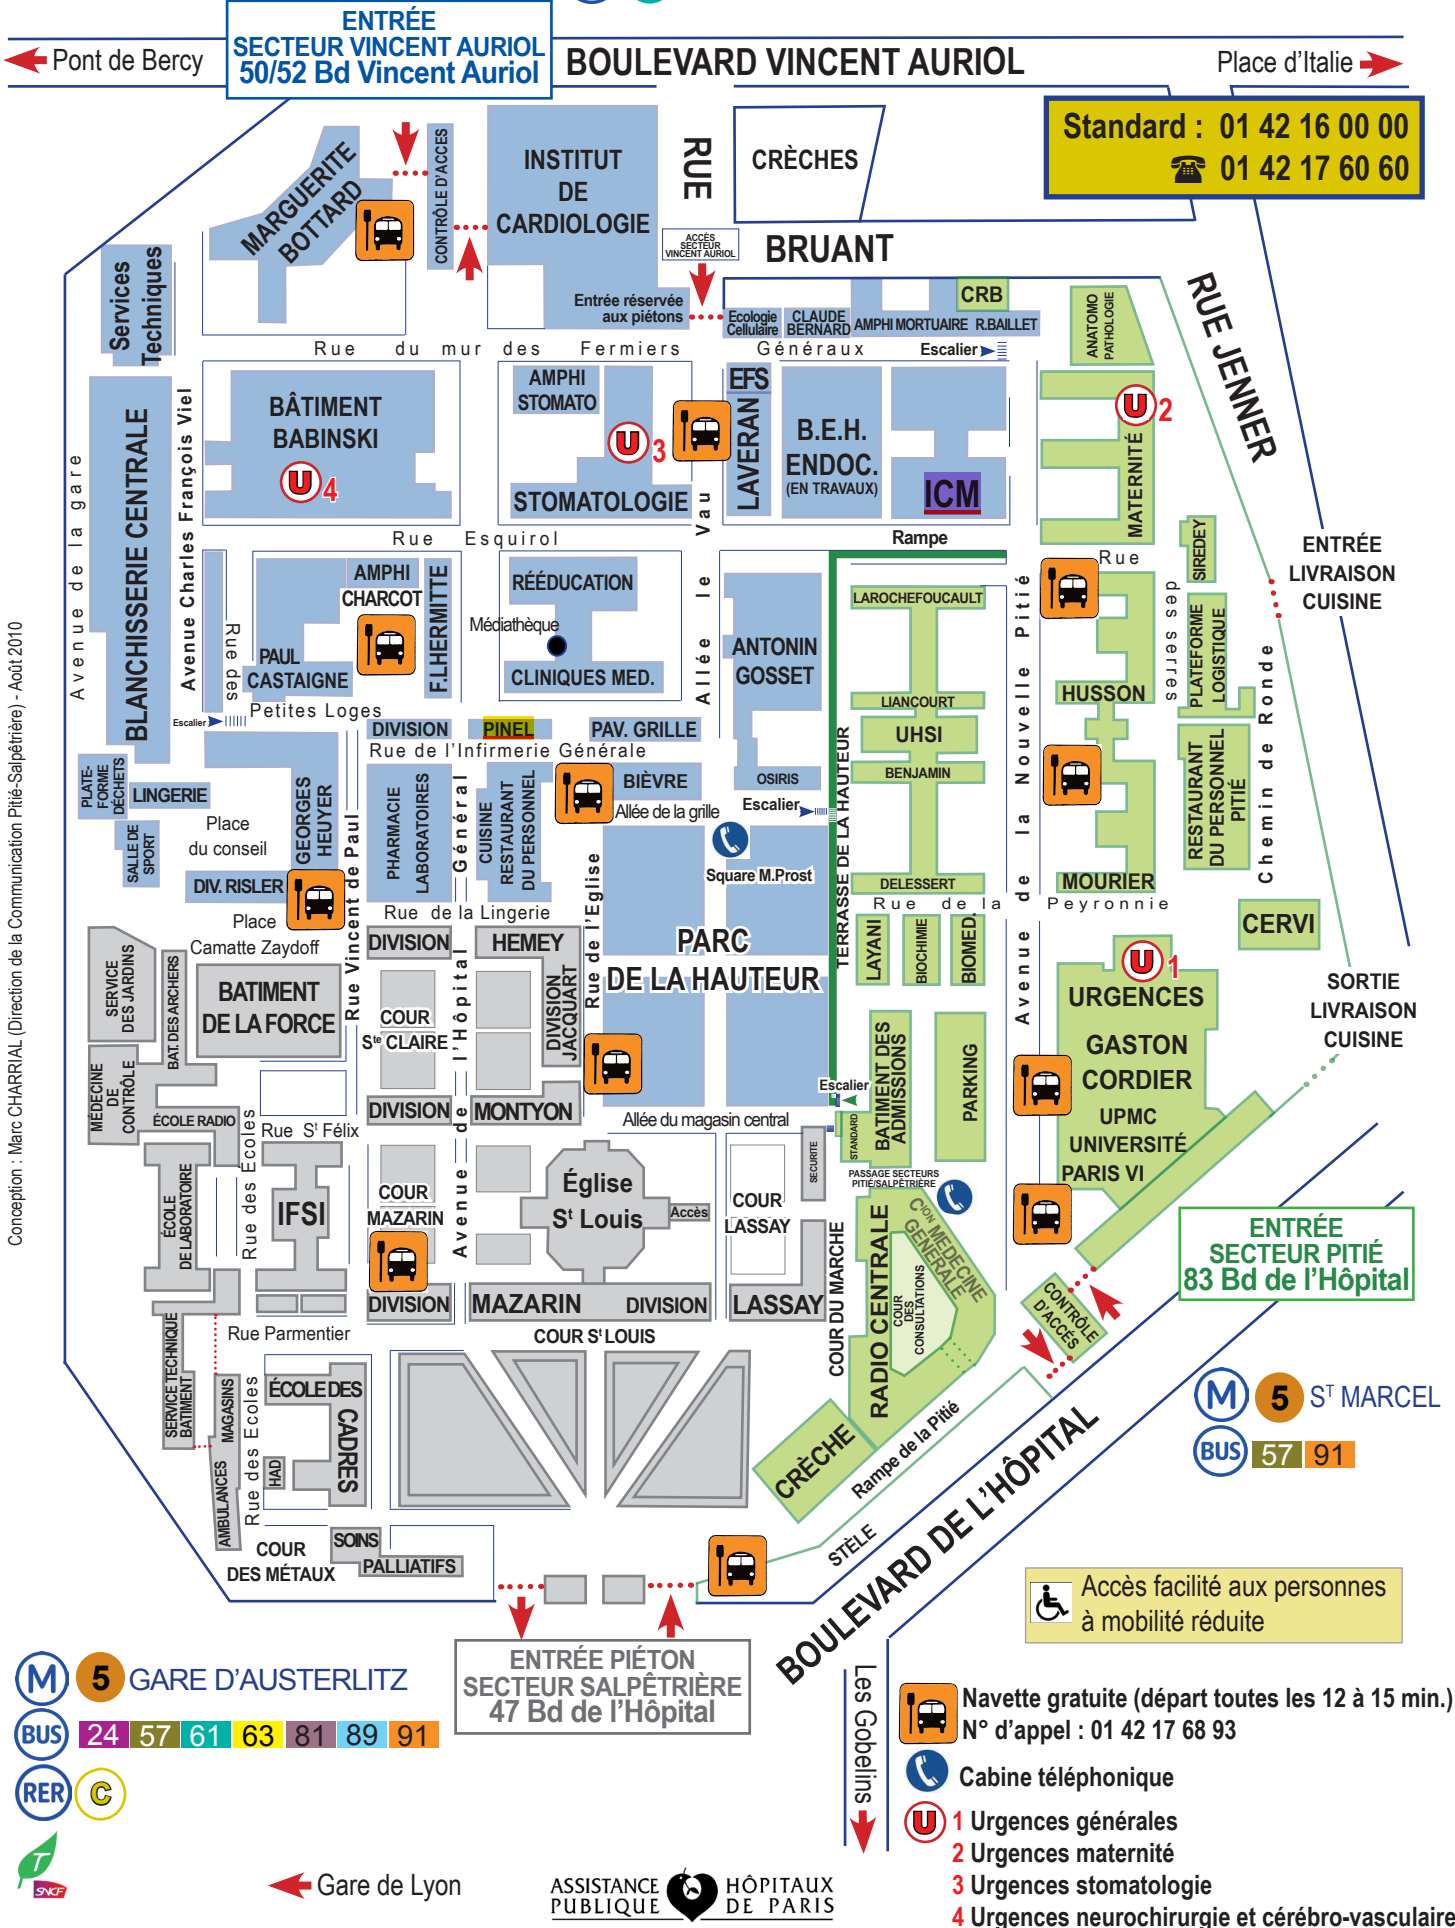 ENTRÉE
SECTEUR VINCENT AURIOL
50/52 Bd Vincent Auriol
Pont de Bercy
BOULEVARD VINCENT AURIOL
Place d'Italie
Standard : 01 42 16 00 00
01 42 17 60 60
MARGUERITE
BOTTARD
CONTRÔLE D'ACCES
INSTITUT
DE
CARDIOLOGIE
Entrée réservée
aux piétons
RUE
BRUANT
CRÈCHES
ACCÈS
SECTEUR
VINCENT AURIOL
RUE JENNER
Services
Techniques
Ecologie
Cellulaire
CLAUDE
BERNARD
AMPHI MORTUAIRE
R.BAILLET
CRB
ANATOMO
PATHOLOGIE
Rue du mur des Fermiers Généraux
Escalier
Avenue de la gare
BLANCHISSERIE CENTRALE
Avenue Charles François Viel
BÂTIMENT
BABINSKI
U 4
AMPHI
STOMATO
U 3
STOMATOLOGIE
EFS
LAVERAN
B.E.H.
ENDOC.
(EN TRAVAUX)
ICM
U 2
MATERNITÉ
Rue Esquirol
Rampe
Allée le Vau
Rue
des serres
SIREDEY
ENTRÉE
LIVRAISON
CUISINE
AMPHI
CHARCOT
F.LHERMITTE
PAUL
CASTAIGNE
Rue des
Petites Loges
Escalier
RÉÉDUCATION
Médiathèque
CLINIQUES MED.
ANTONIN
GOSSET
OSIRIS
LAROCHEFOUCAULT
LIANCOURT
UHSI
BENJAMIN
DELESSERT
Avenue de la Nouvelle Pitié
HUSSON
MOURIER
PLATEFORME
LOGISTIQUE
RESTAURANT
DU PERSONNEL
PITIÉ
Chemin de Ronde
DIVISION
PINEL
PAV. GRILLE
Rue de l'Infirmerie Générale
PLATE-
FORME
DÉCHETS
LINGERIE
SALLE DE
SPORT
Place
du conseil
GEORGES
HEUYER
DIV. RISLER
Rue Vincent de Paul
PHARMACIE
LABORATOIRES
Avenue de l'Hôpital Général
CUISINE
RESTAURANT
DU PERSONNEL
BIÈVRE
Allée de la grille
Escalier
TERRASSE DE LA HAUTEUR
Square M.Prost
PARC
DE LA HAUTEUR
Rue de l'Eglise
Rue de la Lingerie
Rue de la Peyronnie
Place
Camatte Zaydoff
SERVICE
DES JARDINS
BAT. DES ARCHERS
BATIMENT
DE LA FORCE
DIVISION
HEMEY
DIVISION
JACQUART
COUR
Ste CLAIRE
DIVISION
MONTYON
LAYANI
BIOCHIMIE
BIOMED.
CERVI
U 1
URGENCES
GASTON
CORDIER
UPMC
UNIVERSITÉ
PARIS VI
SORTIE
LIVRAISON
CUISINE
MÉDECINE
DE
CONTRÔLE
ÉCOLE RADIO
Rue St Félix
Rue des Ecoles
ÉCOLE
DE LABORATOIRE
IFSI
COUR
MAZARIN
Allée du magasin central
Escalier
STANDARD
BATIMENT DES
ADMISSIONS
PARKING
SECURITE
PASSAGE SECTEURS
PITIÉ/SALPÊTRIÈRE
Église
St Louis
Accès
COUR
LASSAY
COUR DU MARCHE
RADIO CENTRALE
COUR
DES
CONSULTATIONS
CION MEDECINE
GENERALE
ENTRÉE
SECTEUR PITIÉ
83 Bd de l'Hôpital
CONTRÔLE
D'ACCÉS
DIVISION
MAZARIN
DIVISION
LASSAY
COUR St LOUIS
Rue Parmentier
SERVICE TECHNIQUE
BATIMENT
MAGASINS
AMBULANCES
Rue des Ecoles
ÉCOLE DES
CADRES
HAD
CRÈCHE
Rampe de la Pitié
STÈLE
BOULEVARD DE L'HÔPITAL
M 5 ST MARCEL
BUS 57 91
COUR
DES MÉTAUX
SOINS
PALLIATIFS
ENTRÉE PIÉTON
SECTEUR SALPÊTRIÈRE
47 Bd de l'Hôpital
Accès facilité aux personnes
à mobilité réduite
M 5 GARE D'AUSTERLITZ
BUS 24 57 61 63 81 89 91
RER C
T
SNCF
Gare de Lyon
ASSISTANCE
PUBLIQUE
HÔPITAUX
DE PARIS
Les Gobelins
Navette gratuite (départ toutes les 12 à 15 min.)
N° d'appel : 01 42 17 68 93
Cabine téléphonique
U 1 Urgences générales
2 Urgences maternité
3 Urgences stomatologie
4 Urgences neurochirurgie et cérébro-vasculaire
Conception : Marc CHARRIAL (Direction de la Communication Pitié-Salpêtrière) - Août 2010